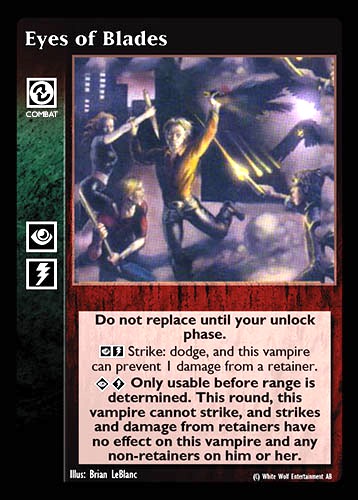 Eyes of Blades
COMBAT
Do not replace until your unlock
phase.
Strike: dodge, and this vampire
can prevent 1 damage from a retainer.
Only usable before range is
determined. This round, this
vampire cannot strike, and strikes
and damage from retainers have
no effect on this vampire and any
non-retainers on him or her.
Illus: Brian LeBlanc
(C) White Wolf Entertainment AB